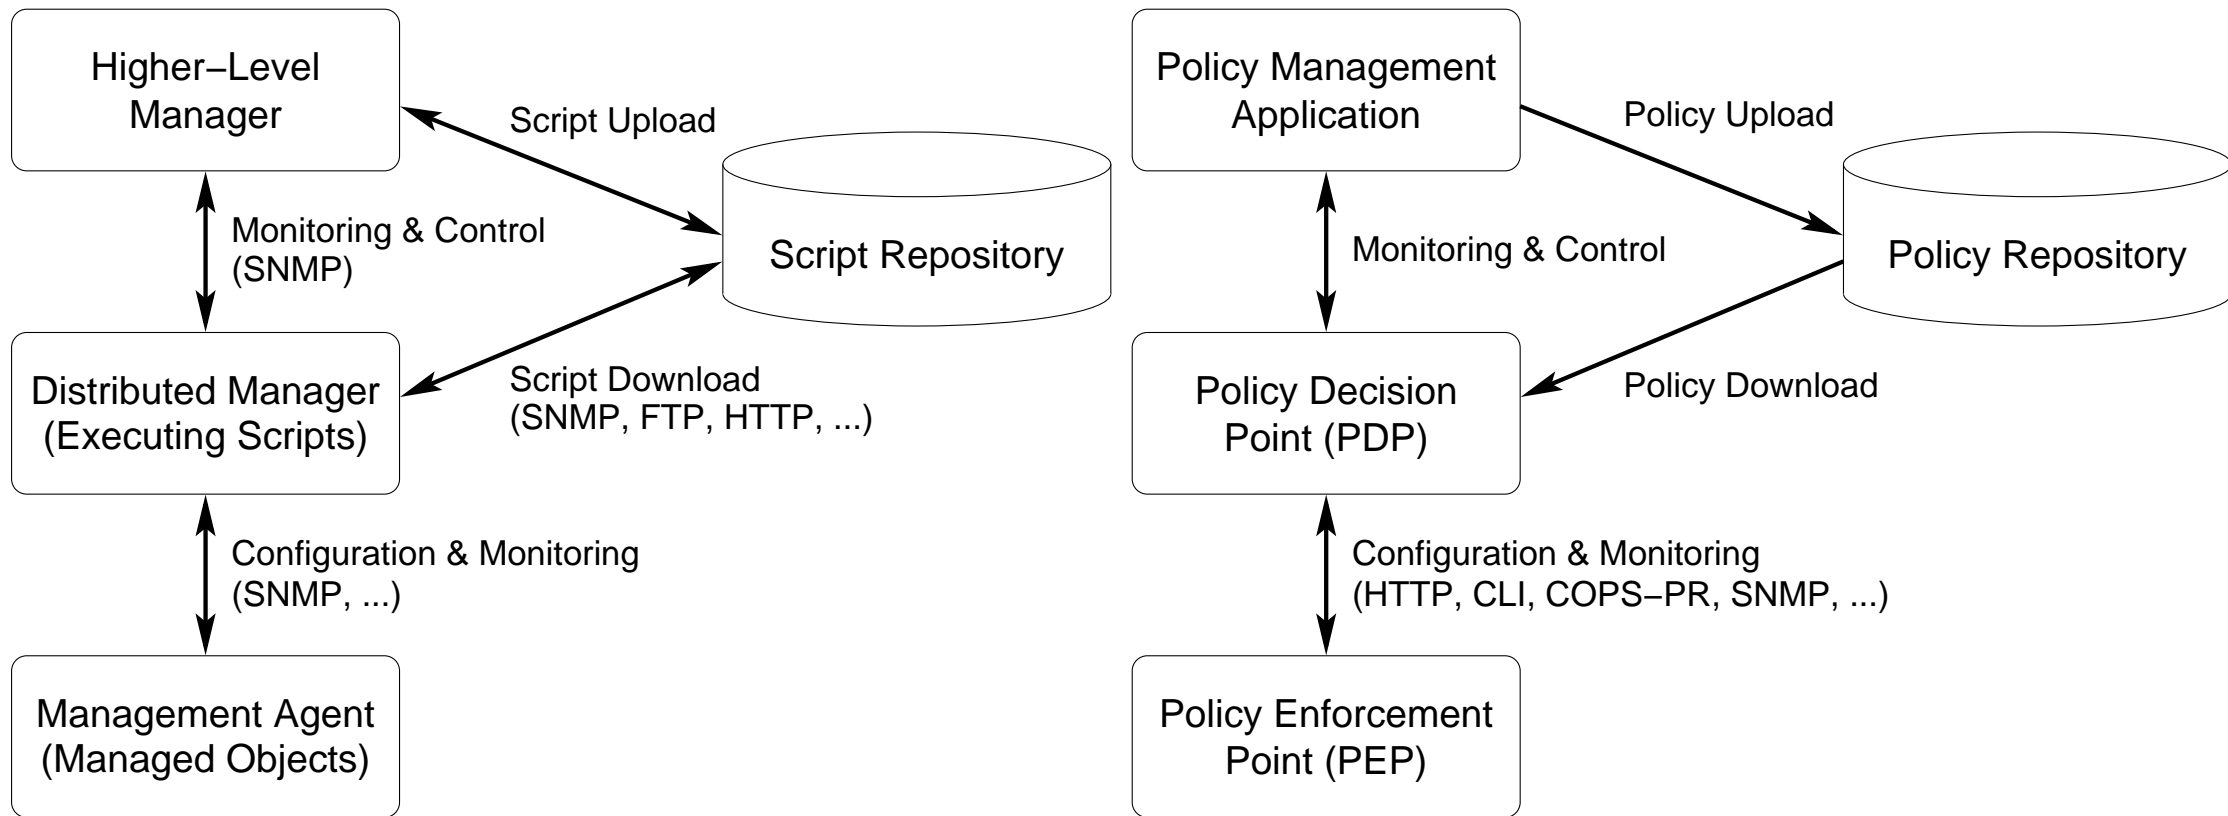 Higher−Level
Manager
Script Upload
Script Repository
Monitoring & Control
(SNMP)
Distributed Manager
(Executing Scripts)
Script Download
(SNMP, FTP, HTTP, ...)
Configuration & Monitoring
(SNMP, ...)
Management Agent
(Managed Objects)
Policy Management
Application
Policy Upload
Policy Repository
Monitoring & Control
Policy Decision
Point (PDP)
Policy Download
Configuration & Monitoring
(HTTP, CLI, COPS−PR, SNMP, ...)
Policy Enforcement
Point (PEP)